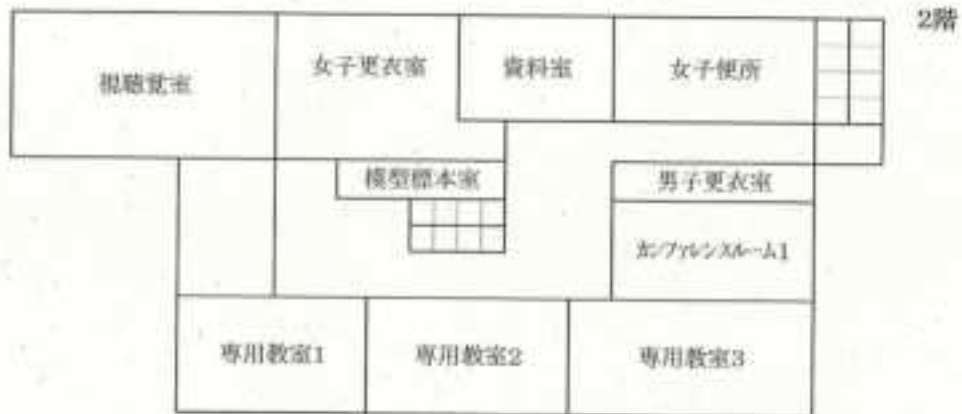 2階
視聴覚室
女子更衣室
資料室
女子便所
模型標本室
男子更衣室
カンファレンスルーム1
専用教室1
専用教室2
専用教室3